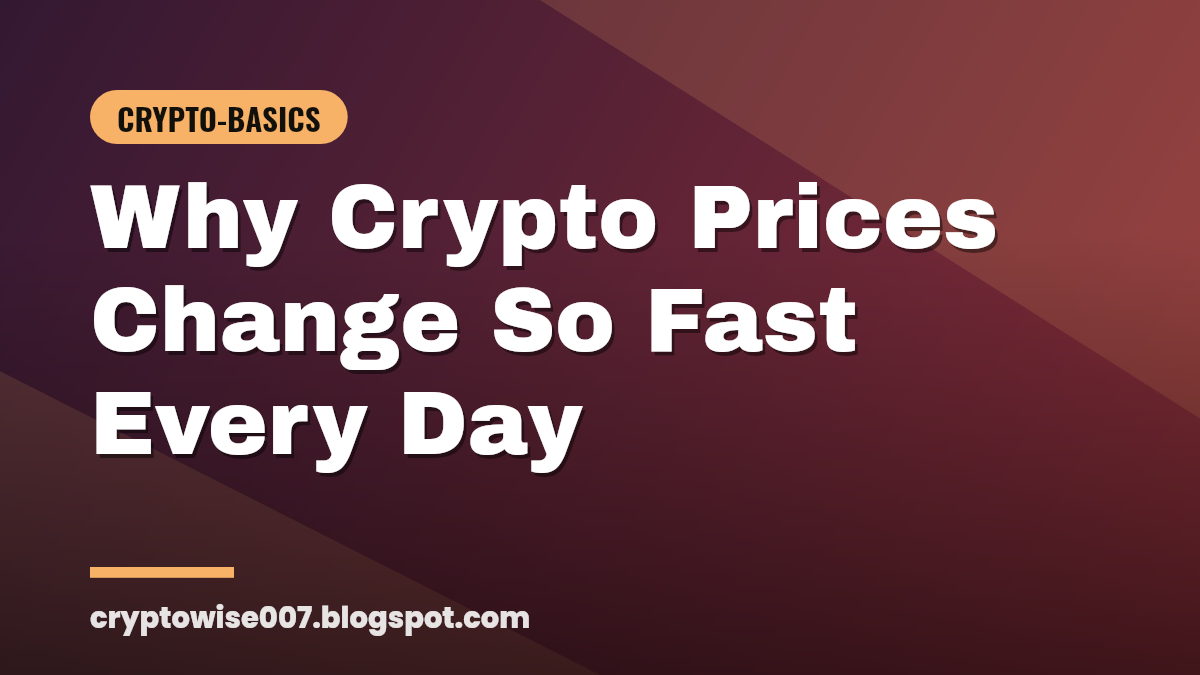 CRYPTO-BASICS
Why Crypto Prices
Change So Fast
Every Day
cryptowise007.blogspot.com